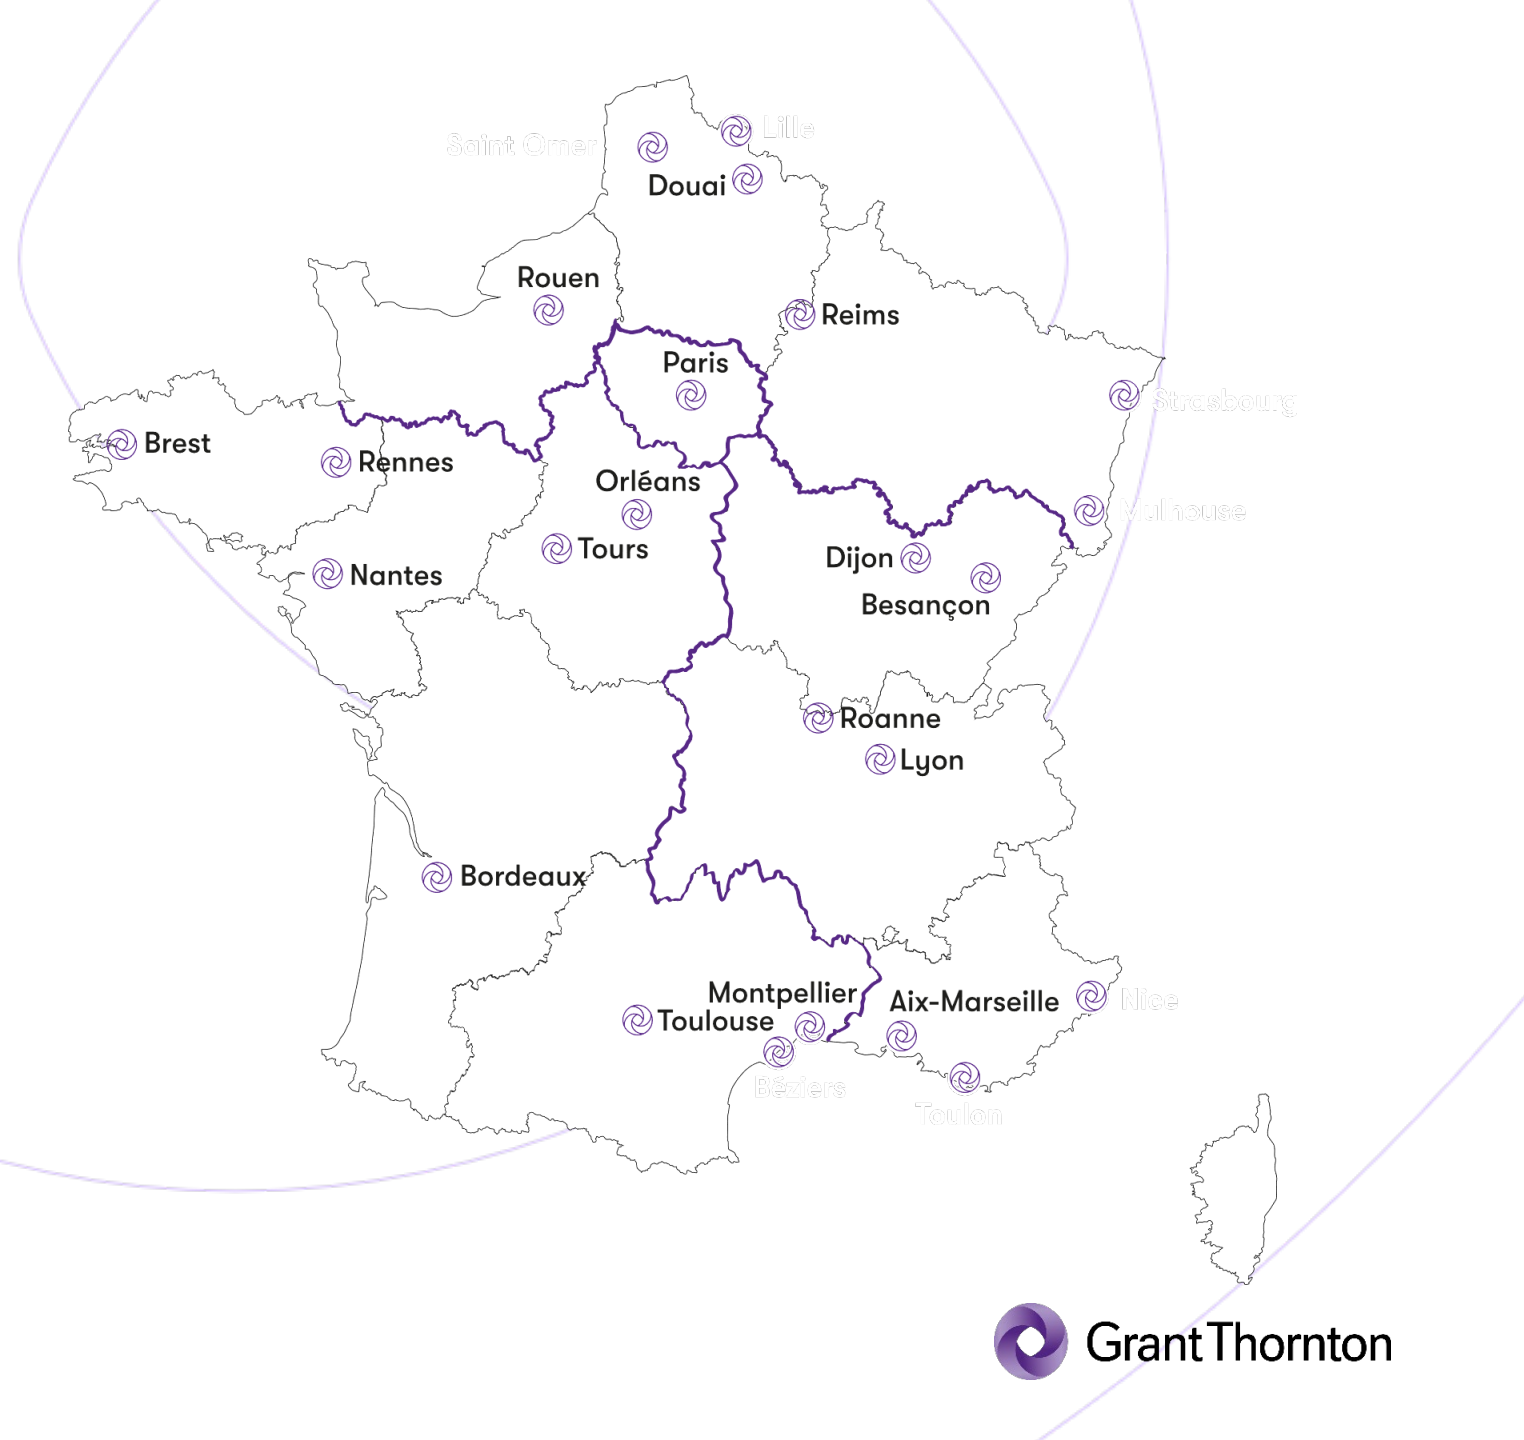 Lille
Saint Omer
Douai
Rouen
Reims
Paris
Strasbourg
Brest
Rennes
Orléans
Mulhouse
Tours
Dijon
Nantes
Besançon
Roanne
Lyon
Bordeaux
Montpellier
Aix-Marseille
Nice
Toulouse
Béziers
Toulon
Grant Thornton